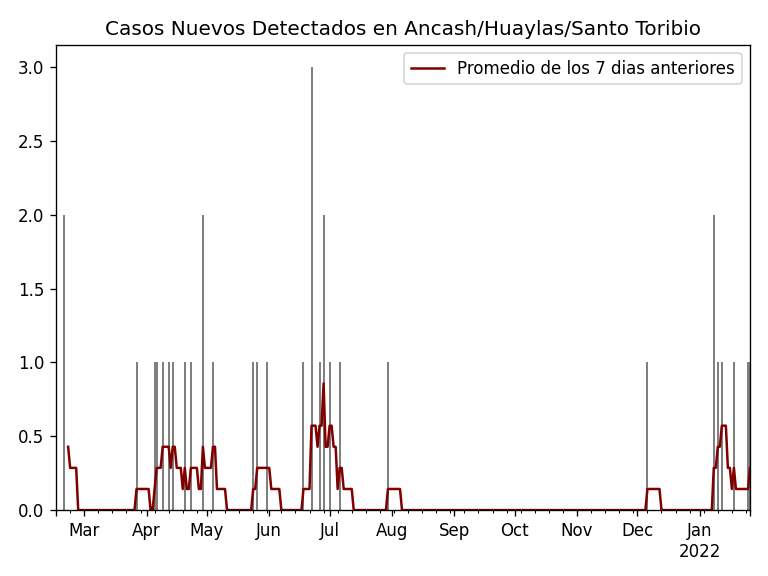 Casos Nuevos Detectados en Ancash/Huaylas/Santo Toribio
Promedio de los 7 dias anteriores
3.0
2.5
2.0
1.5
1.0
0.5
0.0
Mar Apr May Jun Jul Aug Sep Oct Nov Dec Jan
2022